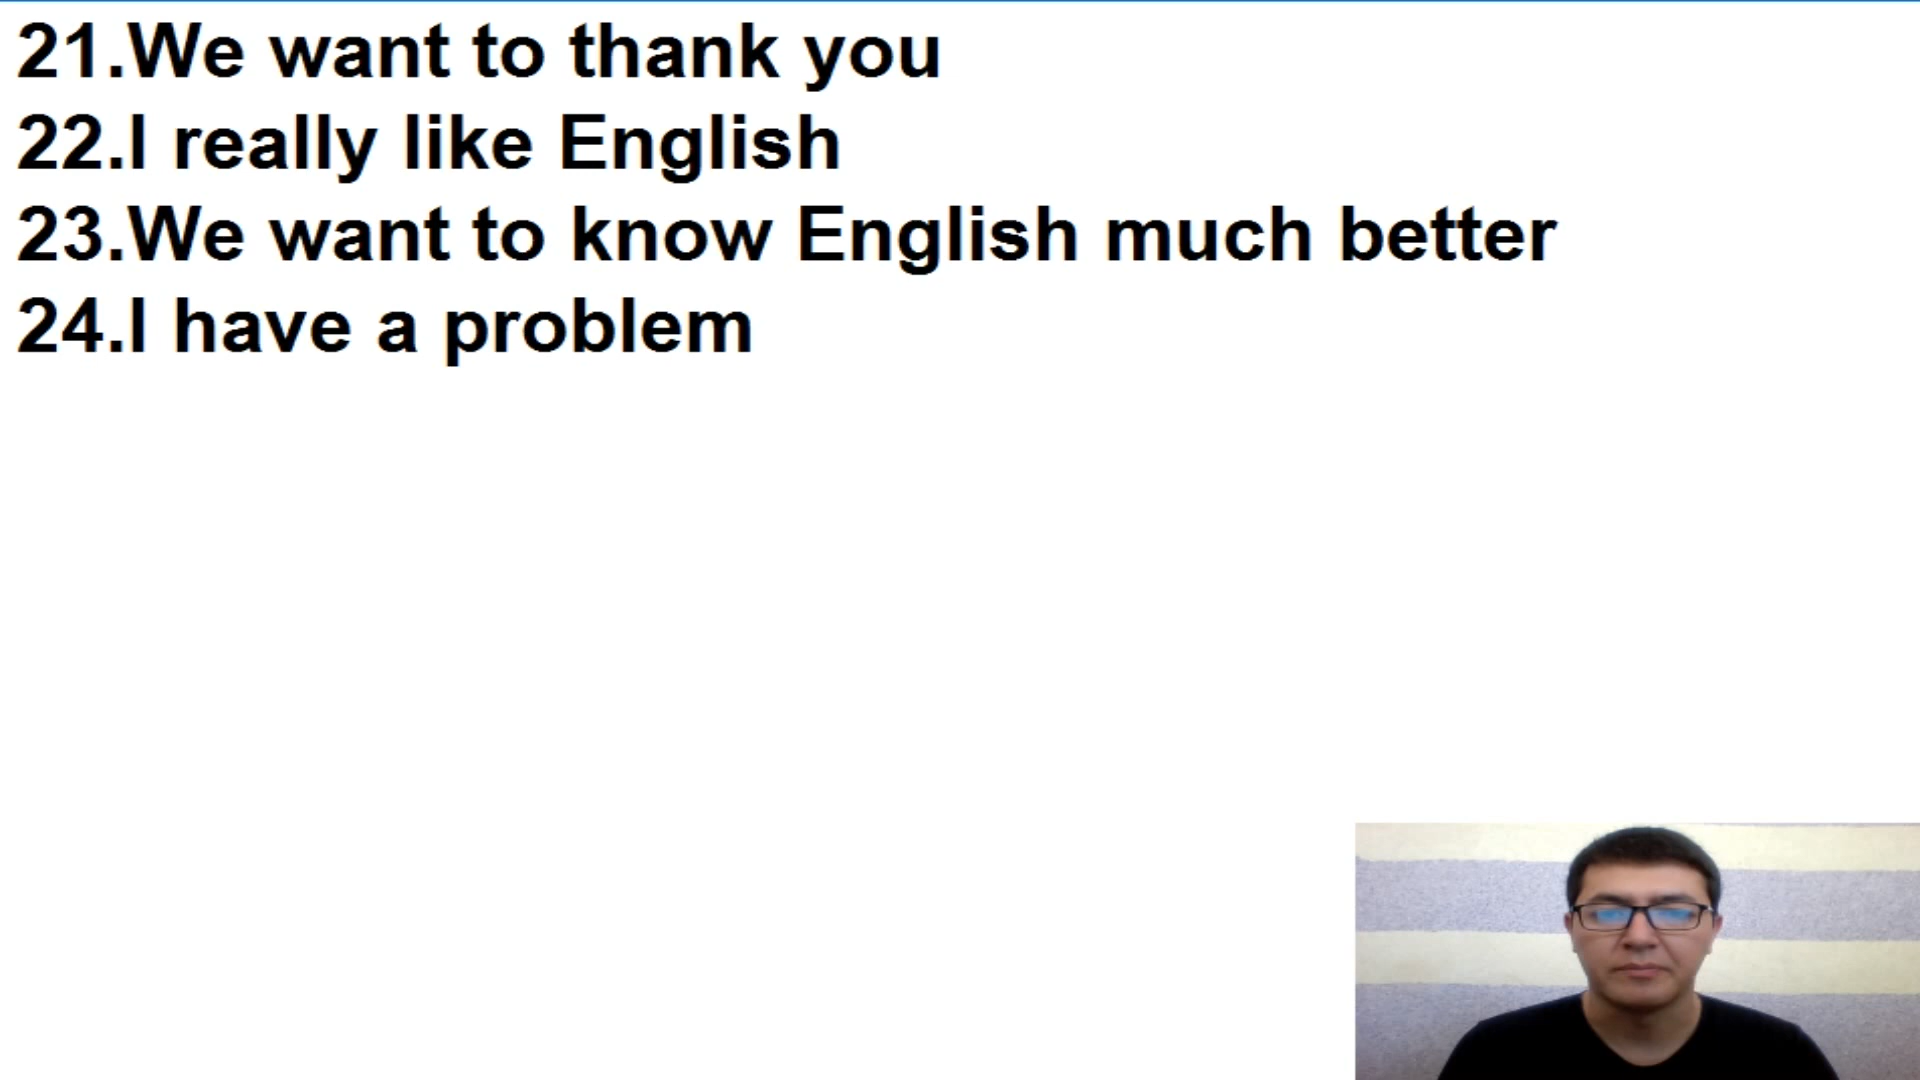 21.We want to thank you
22.I really like English
23.We want to know English much better
24.I have a problem